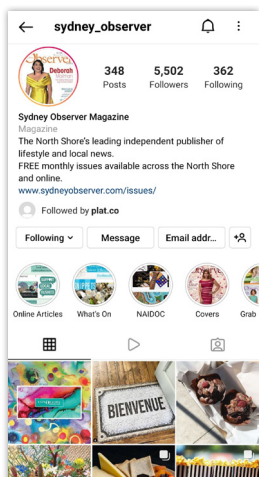 sydney_observer
Observer
Deborah
348 5,502 362
Posts Followers Following
Sydney Observer Magazine
Magazine
The North Shore's leading independent publisher of
lifestyle and local news.
FREE monthly issues available across the North Shore
and online.
www.sydneyobserver.com/issues/
Followed by plat.co
Following Message Email addr...
Online Articles What's On NAIDOC Covers Grab
BIENVENUE